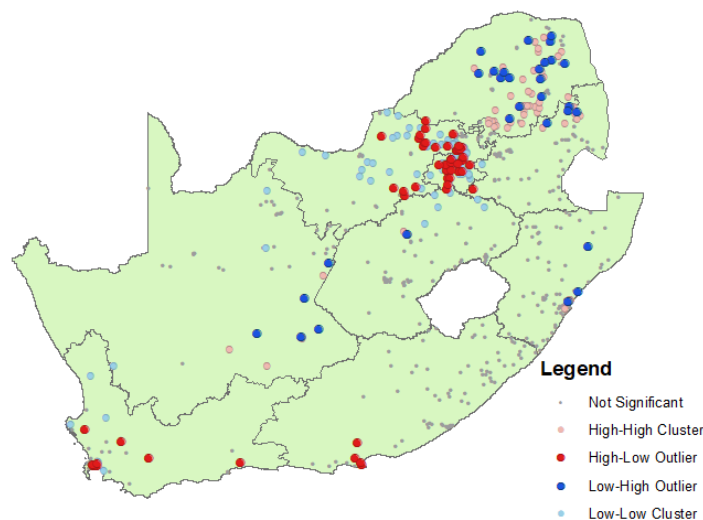 Legend
Not Significant
High-High Cluster
High-Low Outlier
Low-High Outlier
Low-Low Cluster